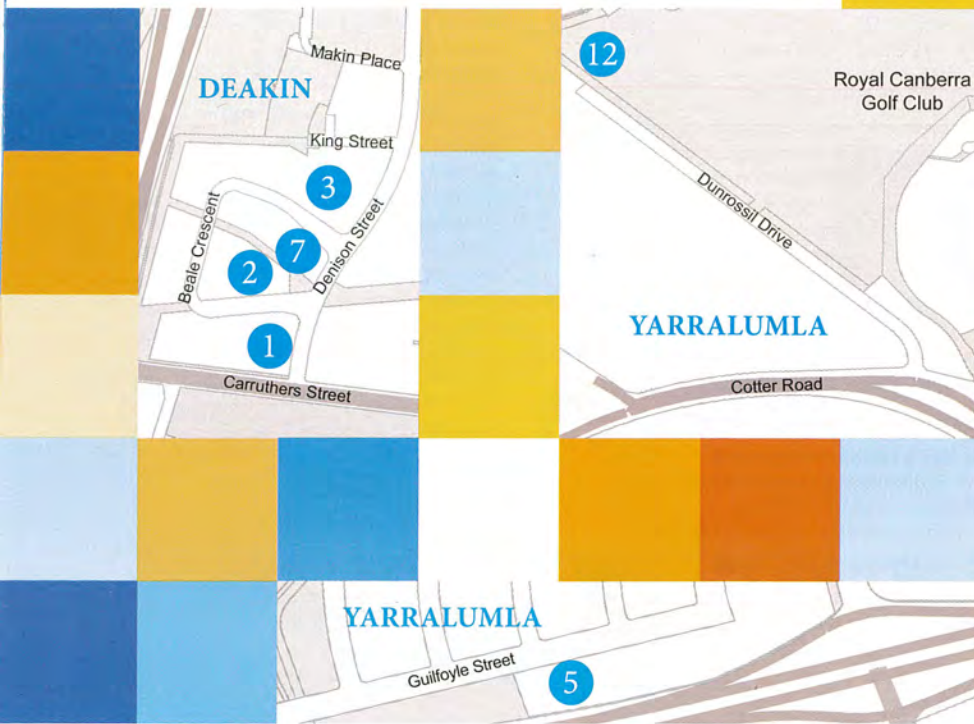 Makin Place
DEAKIN
King Street
3
Denison Street
Beale Crescent
7
2
1
Carruthers Street
12
Royal Canberra
Golf Club
Dunrossil Drive
YARRALUMLA
Cotter Road
YARRALUMLA
Guilfoyle Street
5